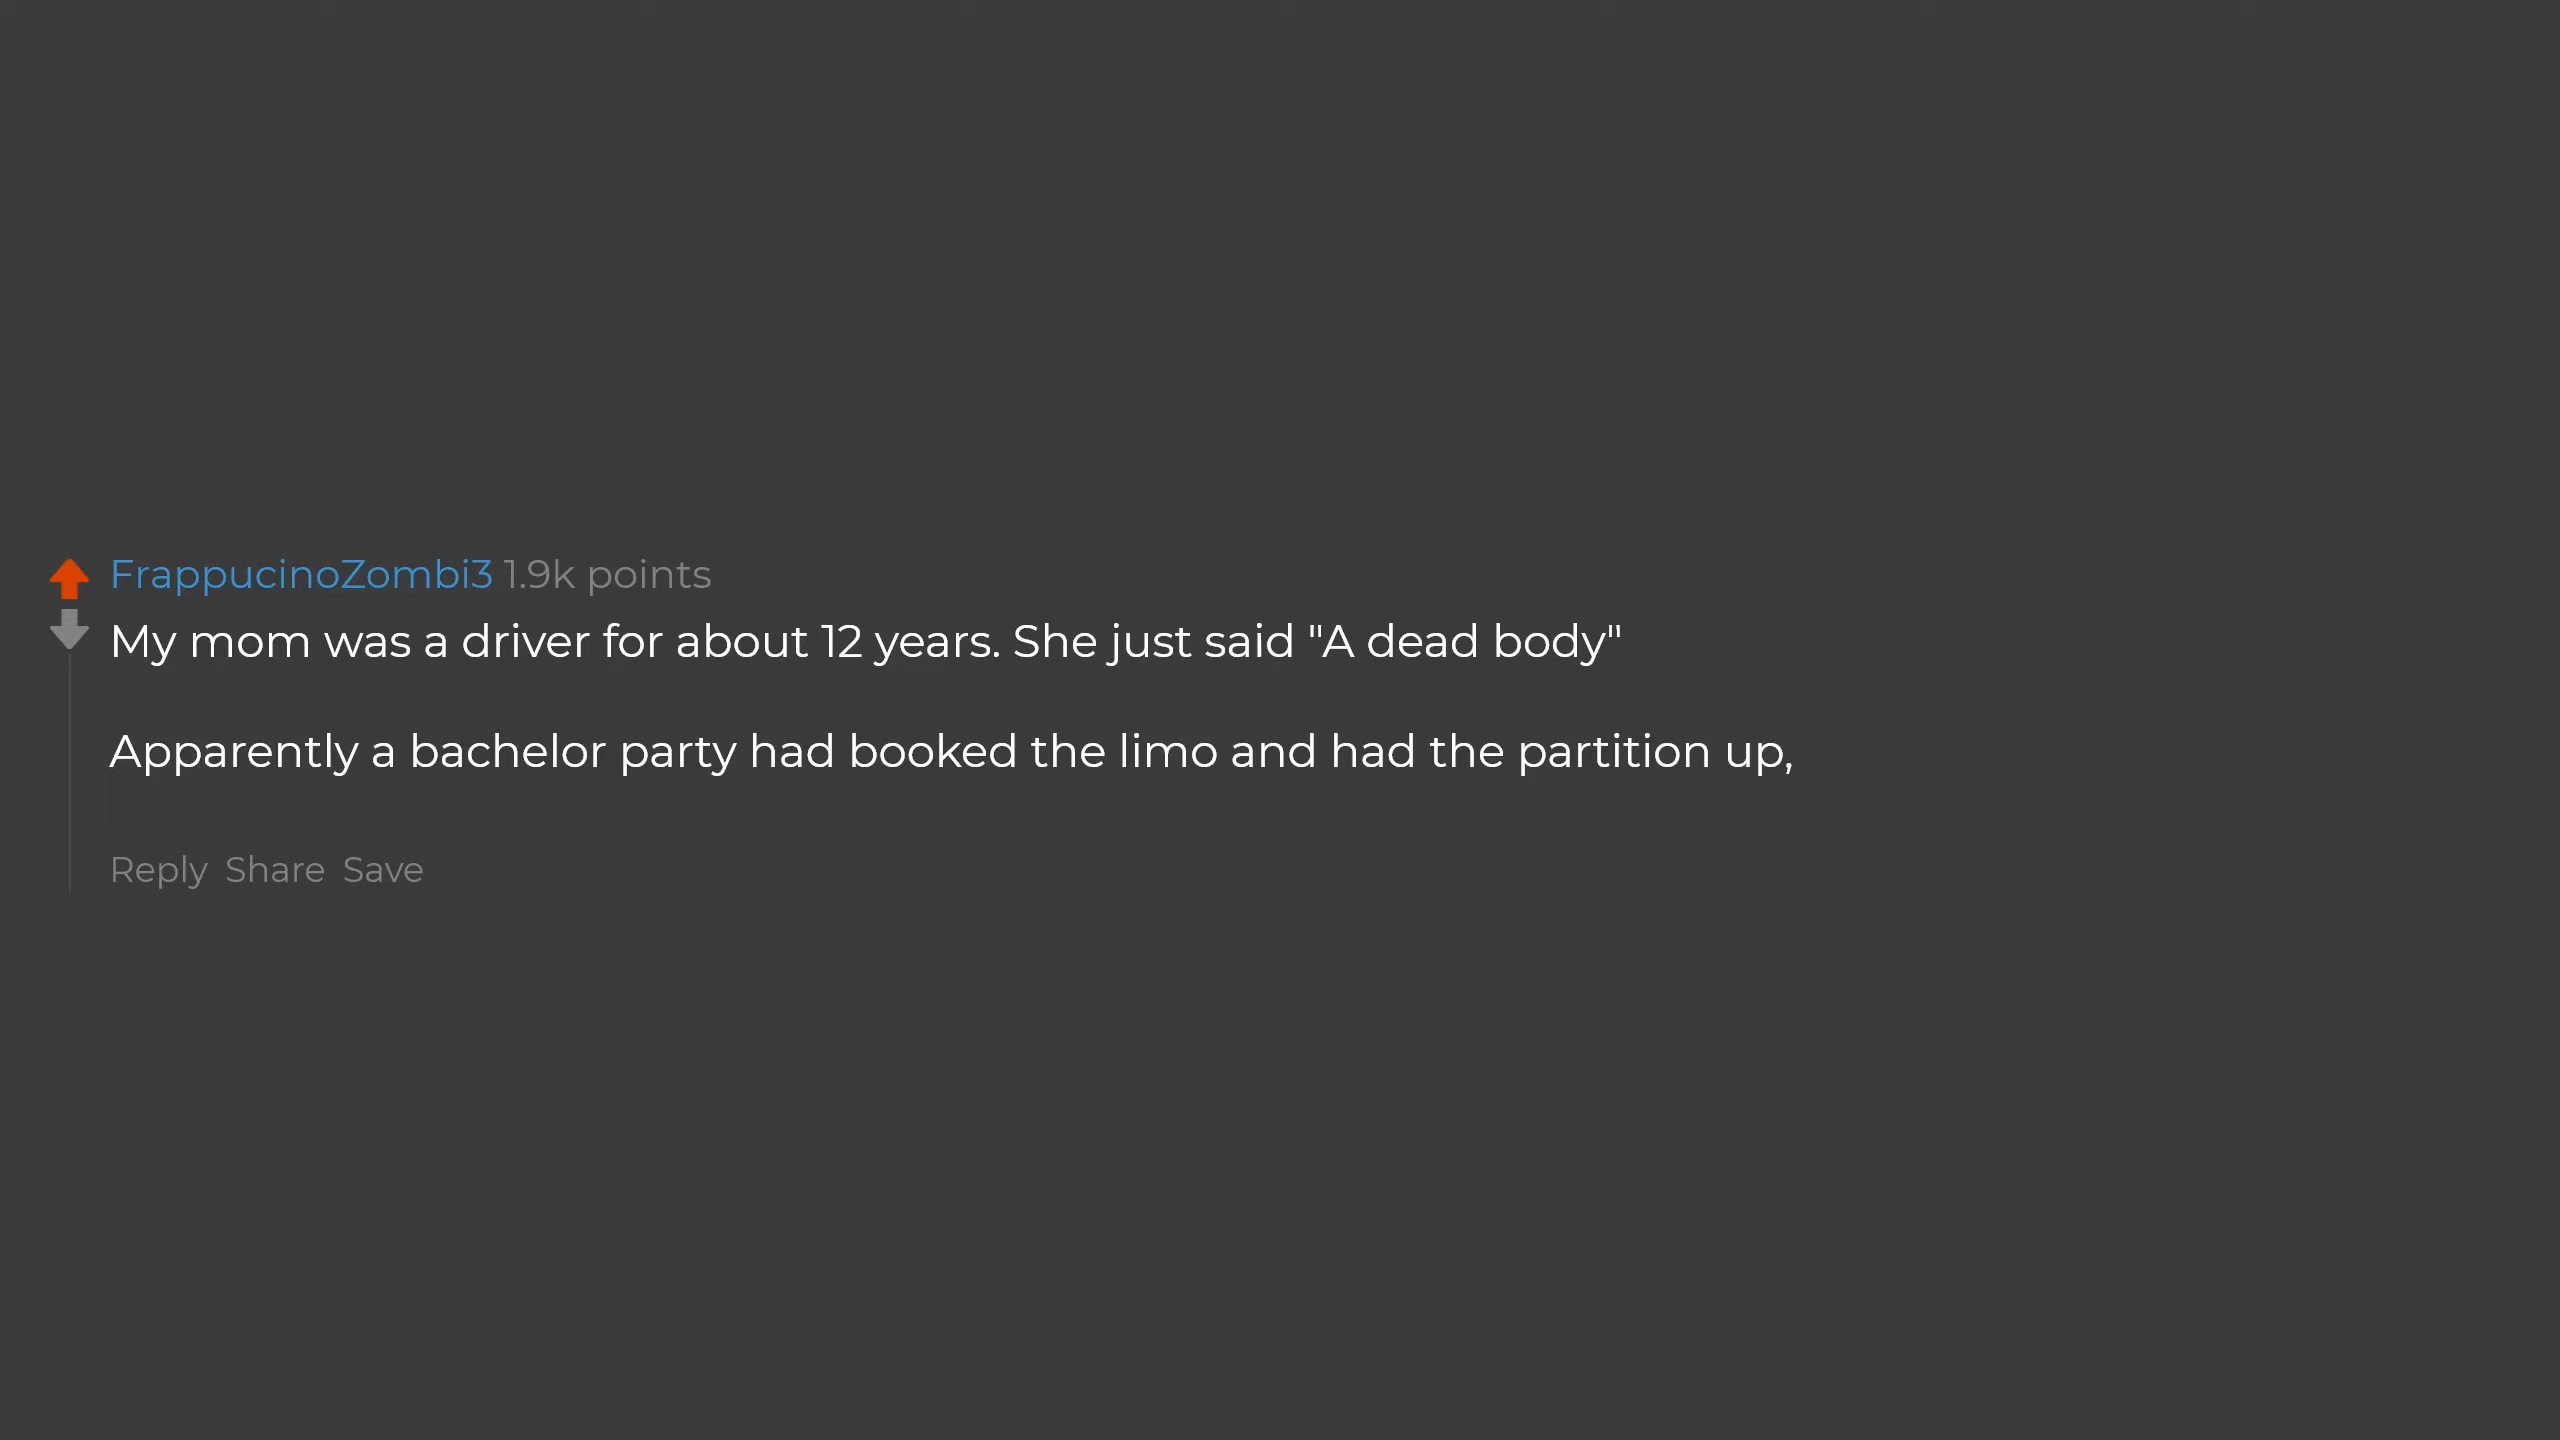 FrappucinoZombi3 1.9k points
My mom was a driver for about 12 years. She just said "A dead body"
Apparently a bachelor party had booked the limo and had the partition up,
Reply Share Save